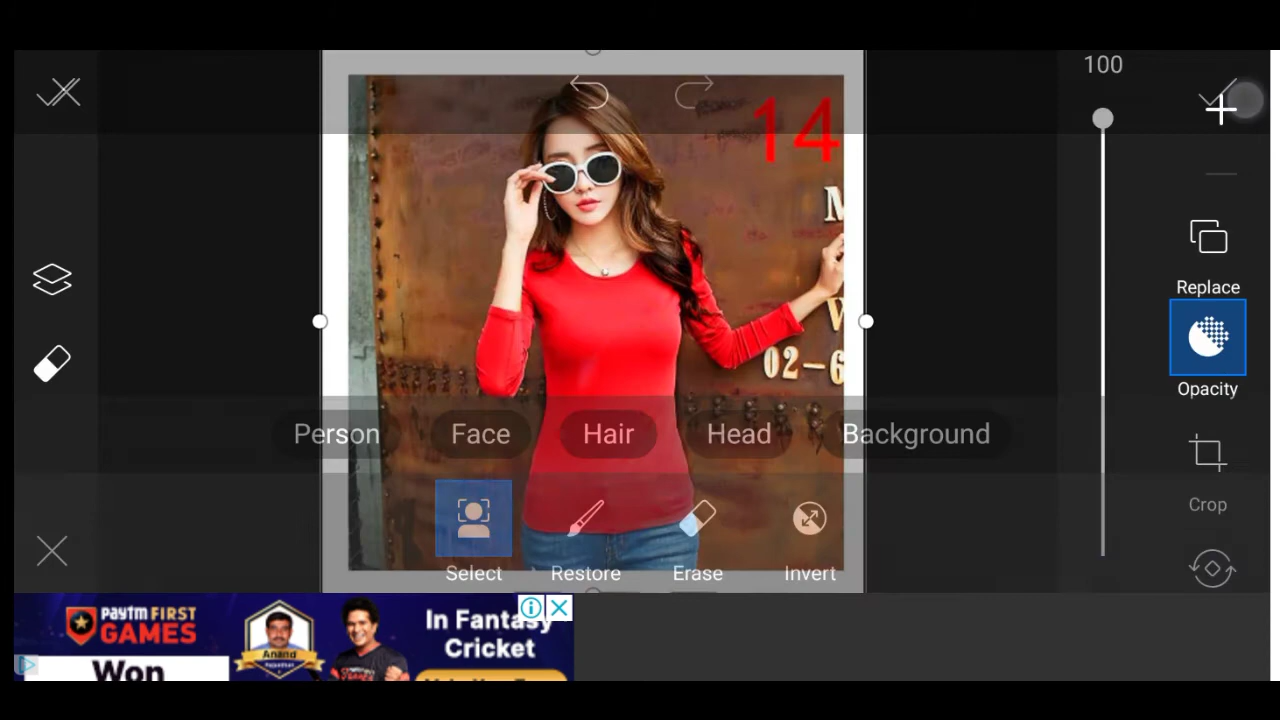 100
14
M
V
02-6
Replace
Opacity
Person
Face
Hair
Head
Background
Crop
Select
Restore
Erase
Invert
PAYTM FIRST
GAMES
Won
Anand
In Fantasy
Cricket